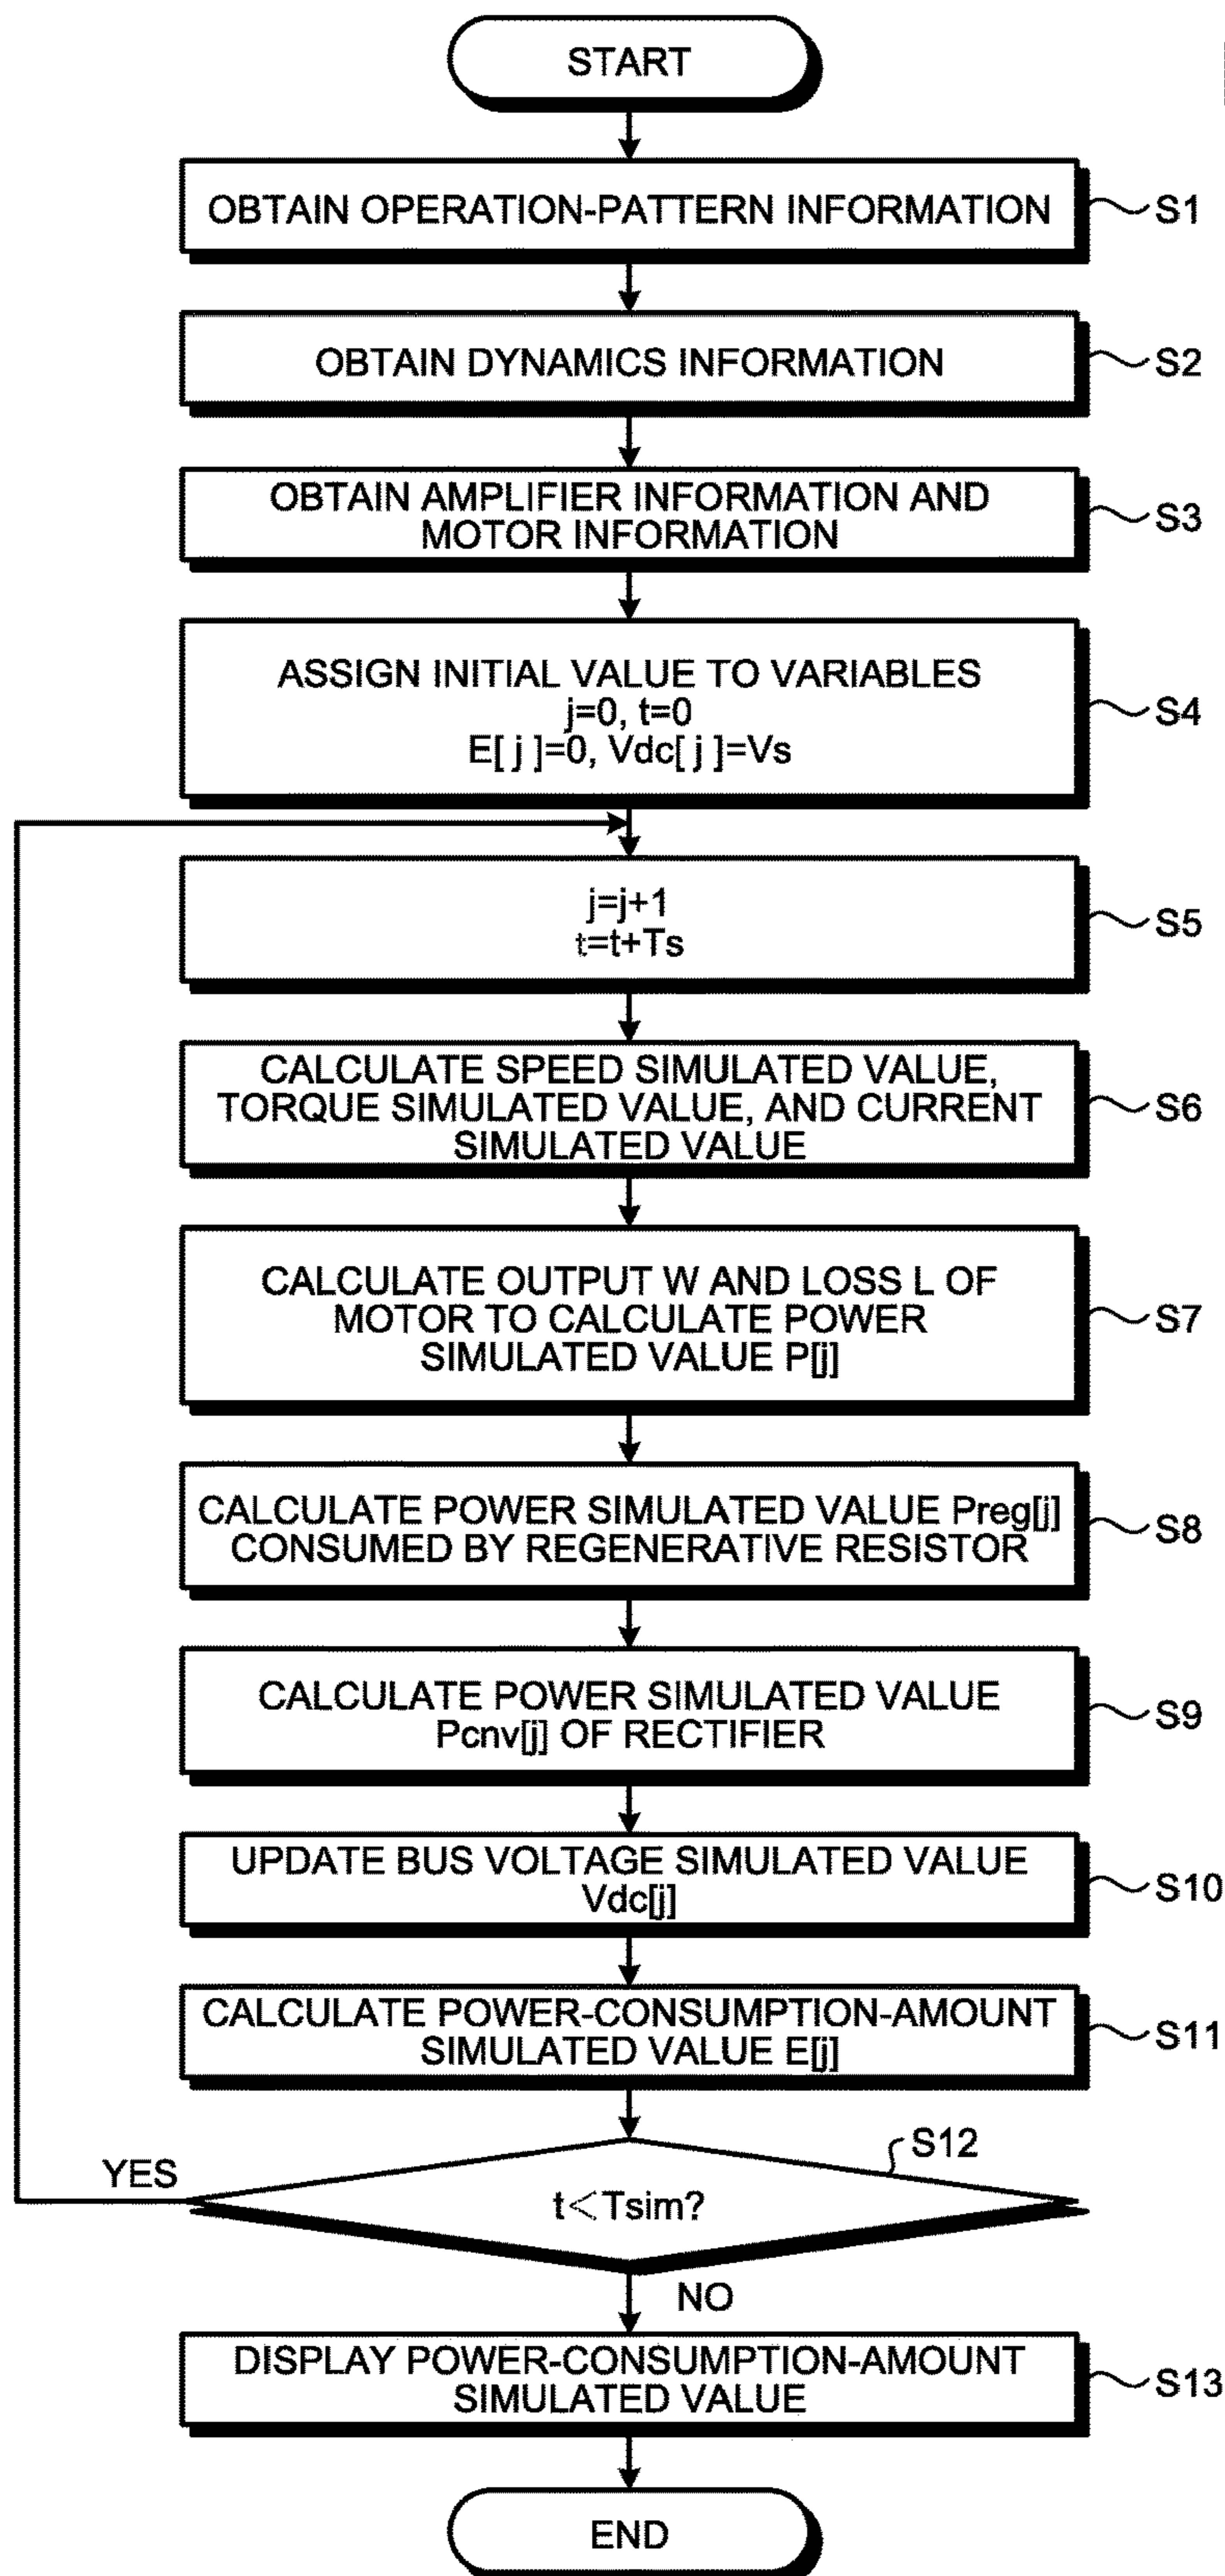 START
OBTAIN OPERATION-PATTERN INFORMATION
S1
OBTAIN DYNAMICS INFORMATION
S2
OBTAIN AMPLIFIER INFORMATION AND
MOTOR INFORMATION
S3
ASSIGN INITIAL VALUE TO VARIABLES
j=0, t=0
E[ j ]=0, Vdc[ j ]=Vs
S4
j=j+1
t=t+Ts
S5
CALCULATE SPEED SIMULATED VALUE,
TORQUE SIMULATED VALUE, AND CURRENT
SIMULATED VALUE
S6
CALCULATE OUTPUT W AND LOSS L OF
MOTOR TO CALCULATE POWER
SIMULATED VALUE P[j]
S7
CALCULATE POWER SIMULATED VALUE Preg[j]
CONSUMED BY REGENERATIVE RESISTOR
S8
CALCULATE POWER SIMULATED VALUE
Pcnv[j] OF RECTIFIER
S9
UPDATE BUS VOLTAGE SIMULATED VALUE
Vdc[j]
S10
CALCULATE POWER-CONSUMPTION-AMOUNT
SIMULATED VALUE E[j]
S11
S12
YES
t<Tsim?
NO
DISPLAY POWER-CONSUMPTION-AMOUNT
SIMULATED VALUE
S13
END